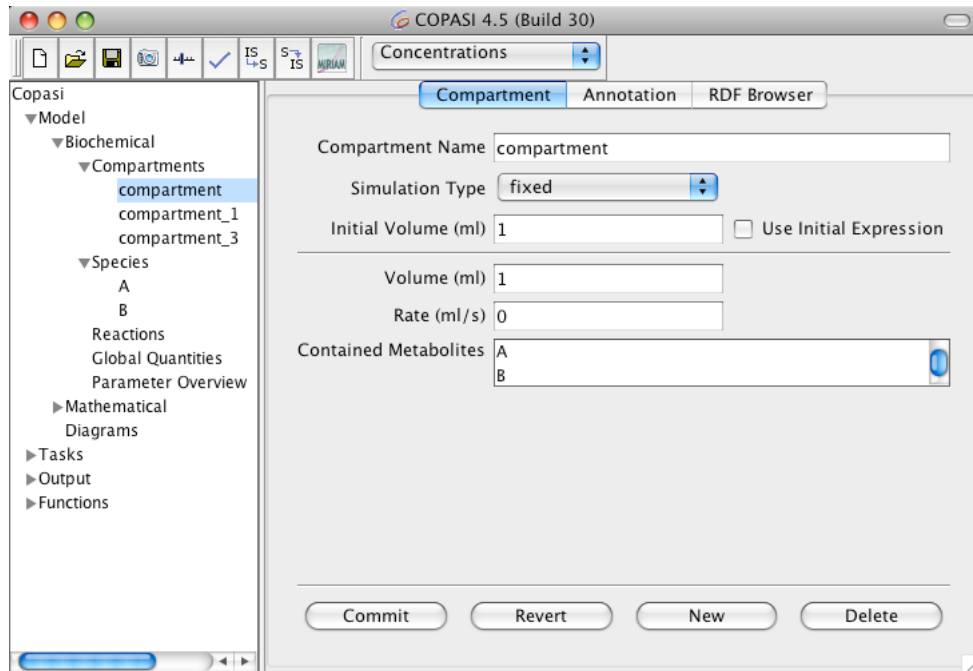 COPASI 4.5 (Build 30)
IS
S
S
IS
MIRIAM
Concentrations
Copasi
Model
Biochemical
Compartments
compartment
compartment_1
compartment_3
Species
A
B
Reactions
Global Quantities
Parameter Overview
Mathematical
Diagrams
Tasks
Output
Functions
Compartment Annotation RDF Browser
Compartment Name compartment
Simulation Type fixed
Initial Volume (ml) 1 Use Initial Expression
Volume (ml) 1
Rate (ml/s) 0
Contained Metabolites A
B
Commit Revert New Delete